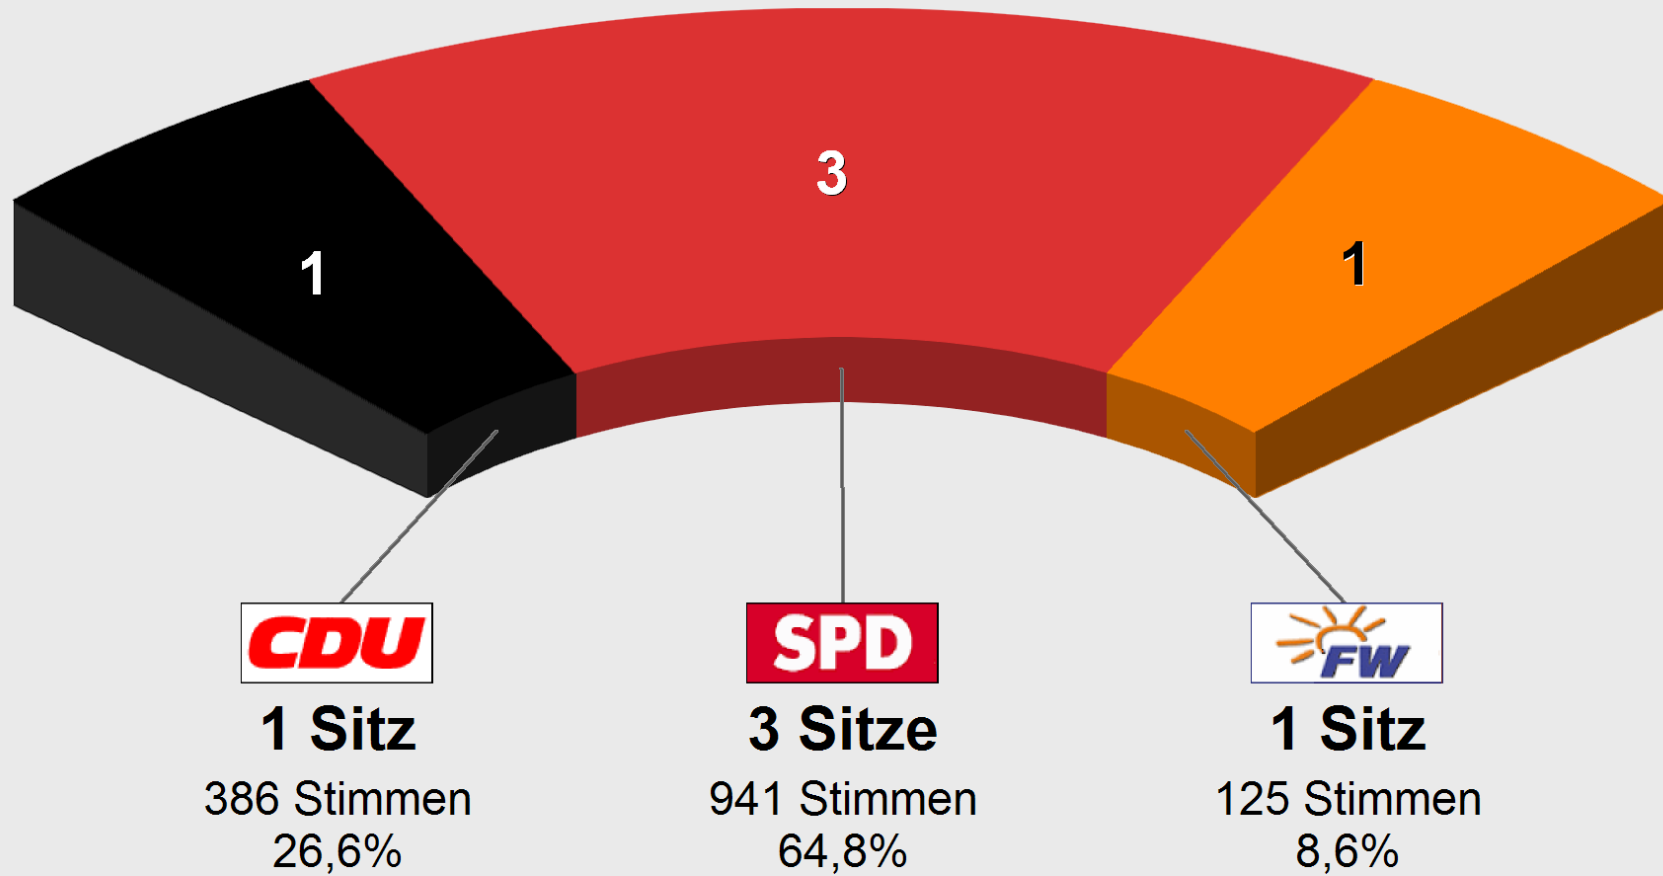 1
3
1
CDU
SPD
FW
1 Sitz
3 Sitze
1 Sitz
386 Stimmen
941 Stimmen
125 Stimmen
26,6%
64,8%
8,6%